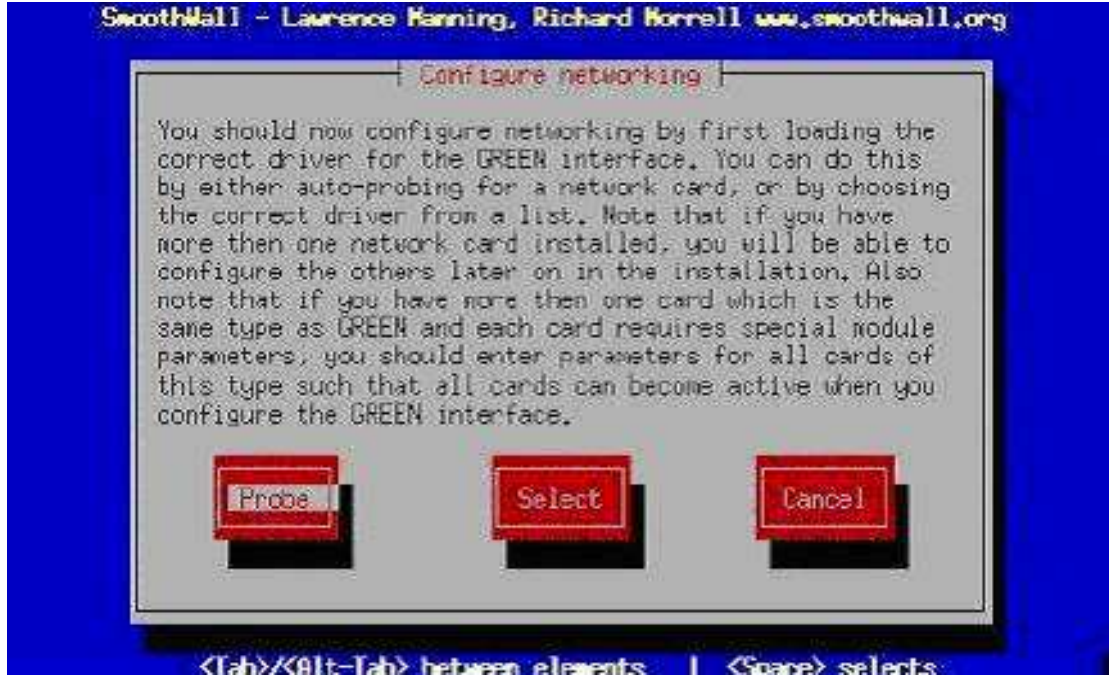 SmoothWall - Lawrence Manning, Richard Morrell www.smoothwall.org
Configure networking
You should now configure networking by first loading the
correct driver for the GREEN interface. You can do this
by either auto-probing for a network card, or by choosing
the correct driver from a list. Note that if you have
more then one network card installed, you will be able to
configure the others later on in the installation. Also
note that if you have more then one card which is the
same type as GREEN and each card requires special module
parameters, you should enter parameters for all cards of
this type such that all cards can become active when you
configure the GREEN interface.
Probe Select Cancel
<Tab>/<Alt-Tab> between elements | <Space> selects